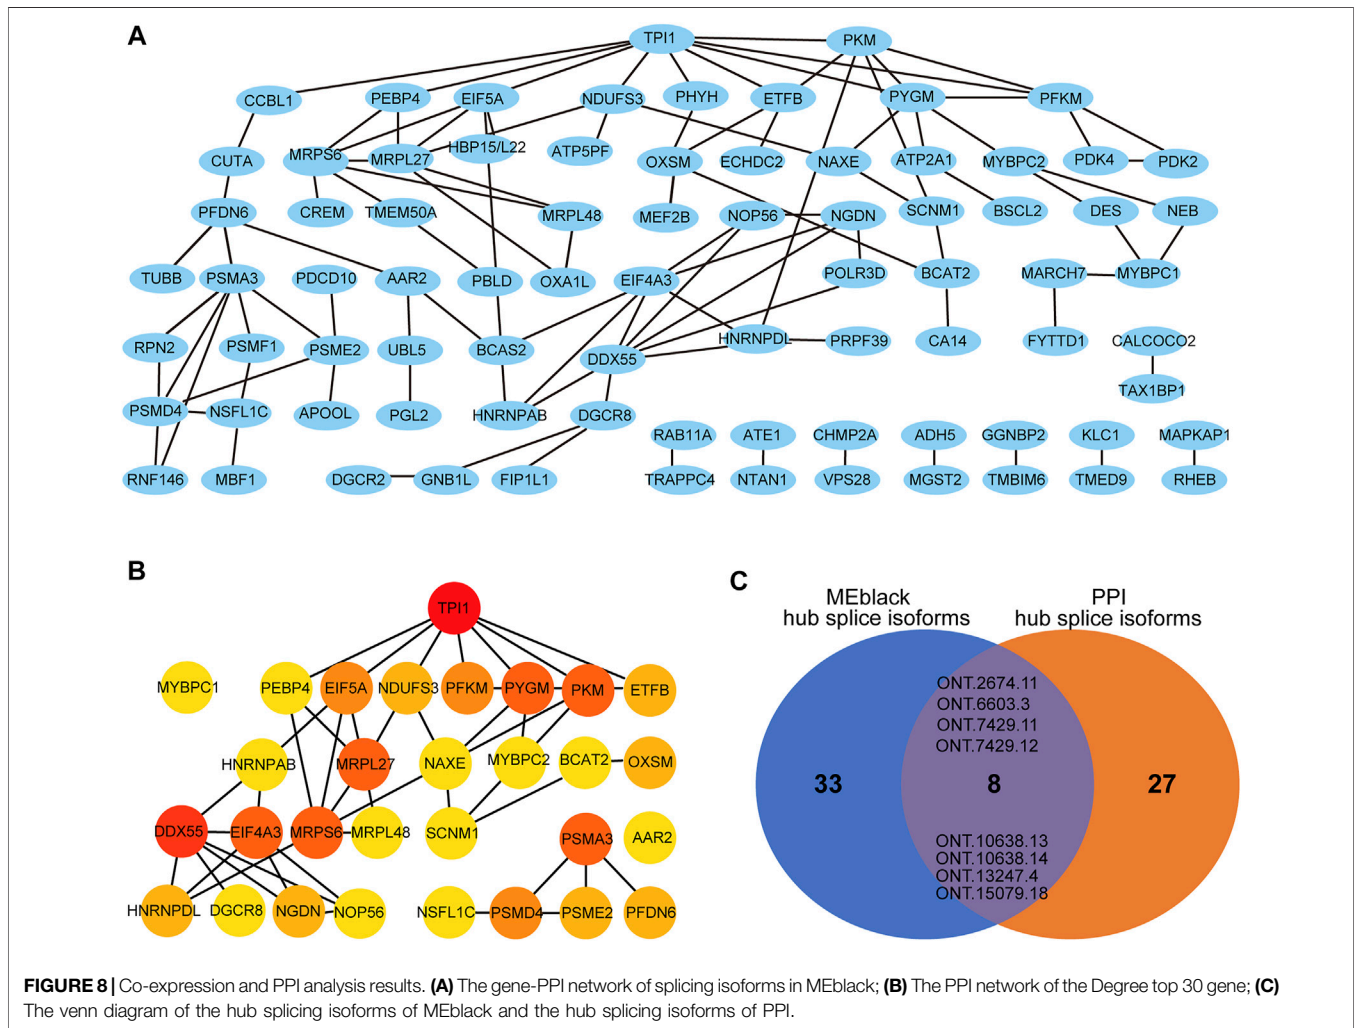 A
TPI1 PKM
CCBL1 PEBP4 EIF5A NDUFS3 PHYH ETFB PYGM PFKM
CUTA MRPS6 MRPL27 HBP15/L22 ATP5PF OXSM ECHDC2 NAXE ATP2A1 MYBPC2 PDK4 PDK2
PFDN6 CREM TMEM50A MRPL48 MEF2B NOP56 NGDN SCNM1 BSCL2 DES NEB
TUBB PSMA3 PDCD10 AAR2 PBLD OXA1L EIF4A3 POLR3D BCAT2 MARCH7 MYBPC1
RPN2 PSMF1 PSME2 UBL5 BCAS2 DDX55 HNRNPDL PRPF39 CA14 FYTTD1 CALCOCO2
TAX1BP1
PSMD4 NSFL1C APOOL PGL2 HNRNPAB DGCR8
RAB11A ATE1 CHMP2A ADH5 GGNBP2 KLC1 MAPKAP1
RNF146 MBF1 DGCR2 GNB1L FIP1L1 TRAPPC4 NTAN1 VPS28 MGST2 TMBIM6 TMED9 RHEB
B
TPI1
MYBPC1 PEBP4 EIF5A NDUFS3 PFKM PYGM PKM ETFB
HNRNPAB MRPL27 NAXE MYBPC2 BCAT2 OXSM
DDX55 EIF4A3 MRPS6 MRPL48 SCNM1 PSMA3 AAR2
HNRNPDL DGCR8 NGDN NOP56 NSFL1C PSMD4 PSME2 PFDN6
C
MEblack
hub splice isoforms
PPI
hub splice isoforms
ONT.2674.11
ONT.6603.3
ONT.7429.11
ONT.7429.12
33 8 27
ONT.10638.13
ONT.10638.14
ONT.13247.4
ONT.15079.18
FIGURE 8 | Co-expression and PPI analysis results. (A) The gene-PPI network of splicing isoforms in MEblack; (B) The PPI network of the Degree top 30 gene; (C)
The venn diagram of the hub splicing isoforms of MEblack and the hub splicing isoforms of PPI.